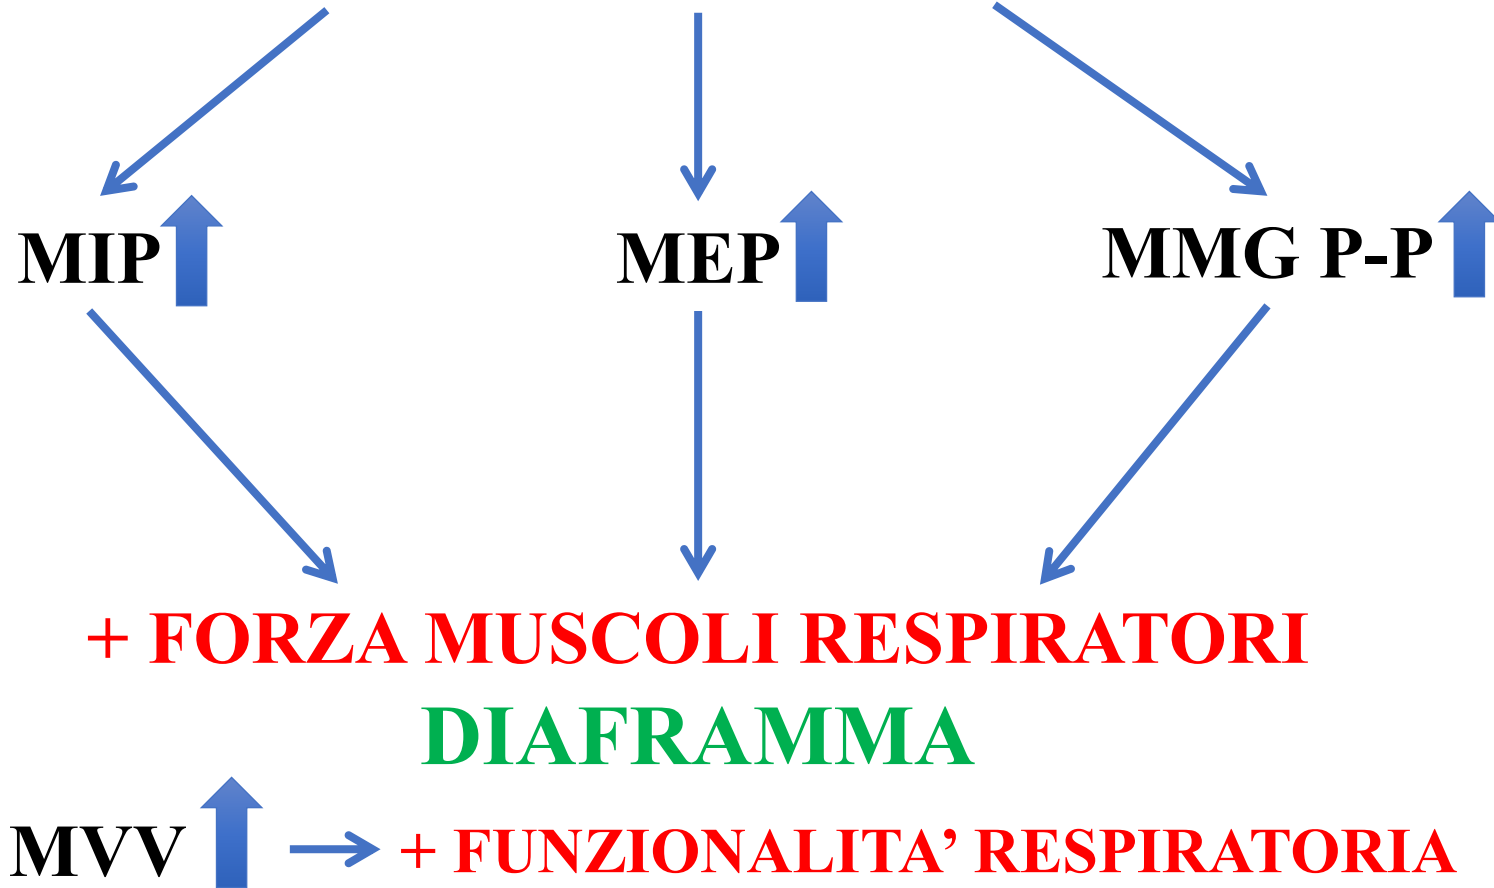 MIP MEP MMG P-P
+ FORZA MUSCOLI RESPIRATORI
DIAFRAMMA
MVV + FUNZIONALITA’ RESPIRATORIA